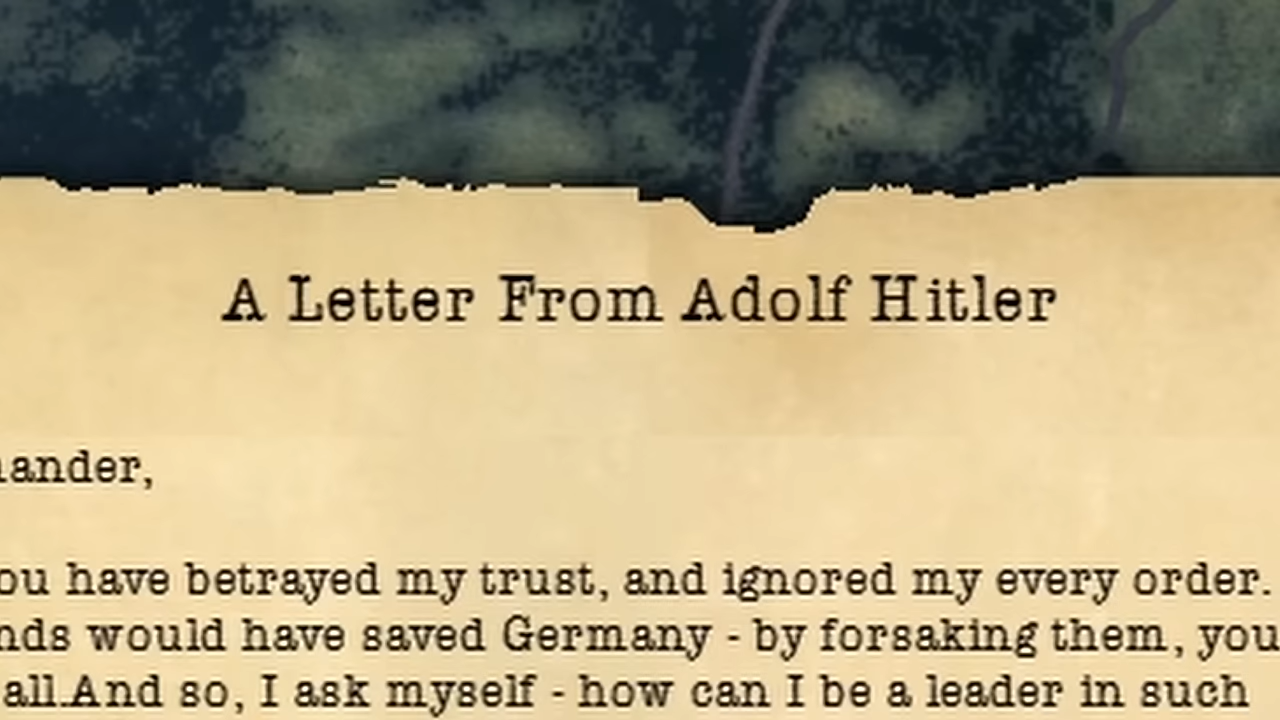 A Letter From Adolf Hitler
ander,
ou have betrayed my trust, and ignored my every order.
nds would have saved Germany - by forsaking them, you
all.And so, I ask myself - how can I be a leader in such